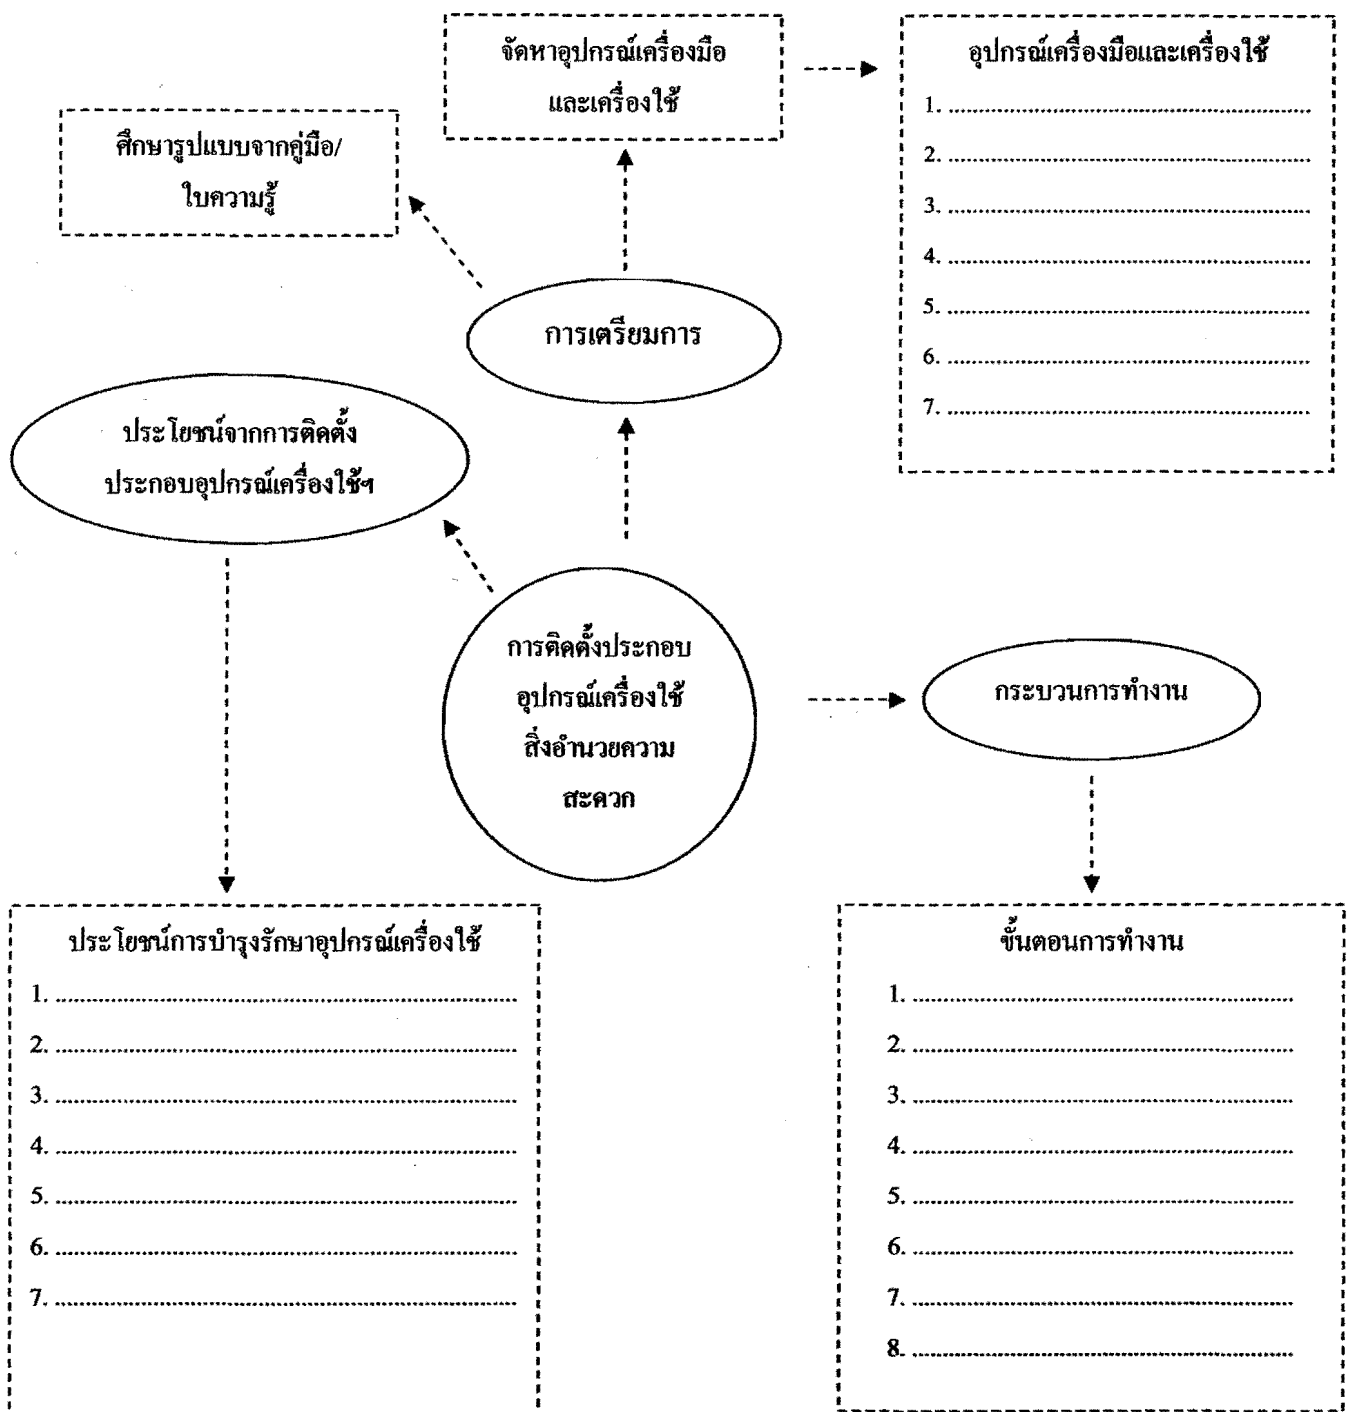 จัดหาอุปกรณ์เครื่องมือ
และเครื่องใช้
อุปกรณ์เครื่องมือและเครื่องใช้
1. ................................................
2. ................................................
3. ................................................
4. ................................................
5. ................................................
6. ................................................
7. ................................................
ศึกษารูปแบบจากคู่มือ/
ใบความรู้
การเตรียมการ
ประโยชน์จากการติดตั้ง
ประกอบอุปกรณ์เครื่องใช้ฯ
การติดตั้งประกอบ
อุปกรณ์เครื่องใช้
สิ่งอำนวยความ
สะดวก
กระบวนการทำงาน
ประโยชน์การบำรุงรักษาอุปกรณ์เครื่องใช้
1. ................................................
2. ................................................
3. ................................................
4. ................................................
5. ................................................
6. ................................................
7. ................................................
ขั้นตอนการทำงาน
1. ................................................
2. ................................................
3. ................................................
4. ................................................
5. ................................................
6. ................................................
7. ................................................
8. ................................................